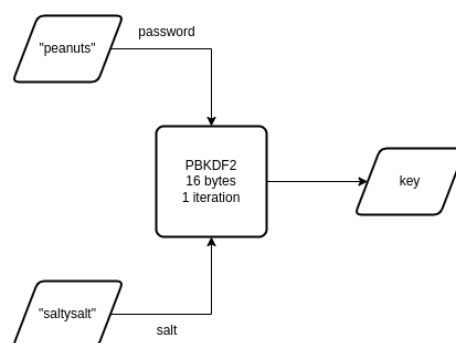 "peanuts"
password
PBKDF2
16 bytes
1 iteration
key
"saltysalt"
salt